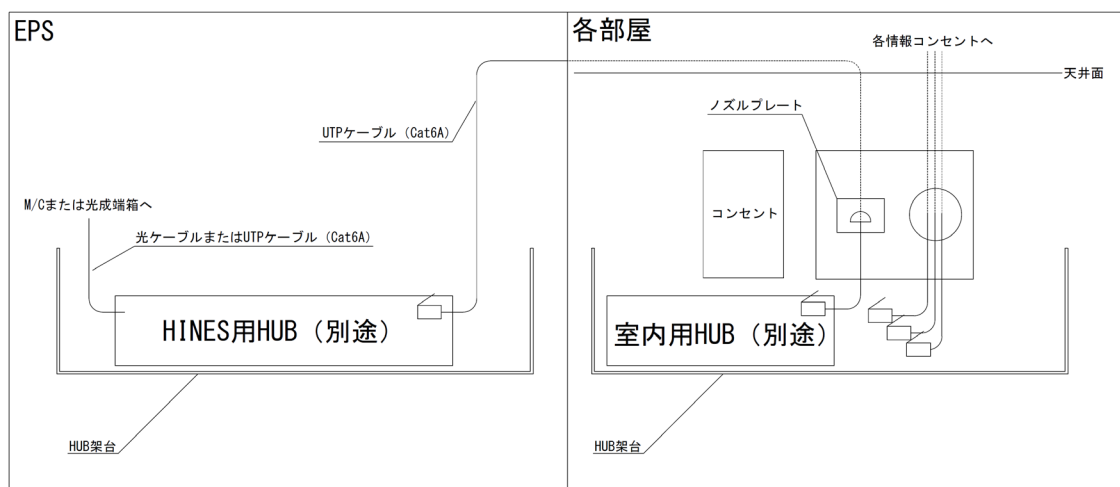 EPS
各部屋
各情報コンセントへ
天井面
ノズルプレート
UTPケーブル（Cat6A）
M/Cまたは光成端箱へ
コンセント
光ケーブルまたはUTPケーブル（Cat6A）
HINES用HUB（別途）
室内用HUB（別途）
HUB架台
HUB架台